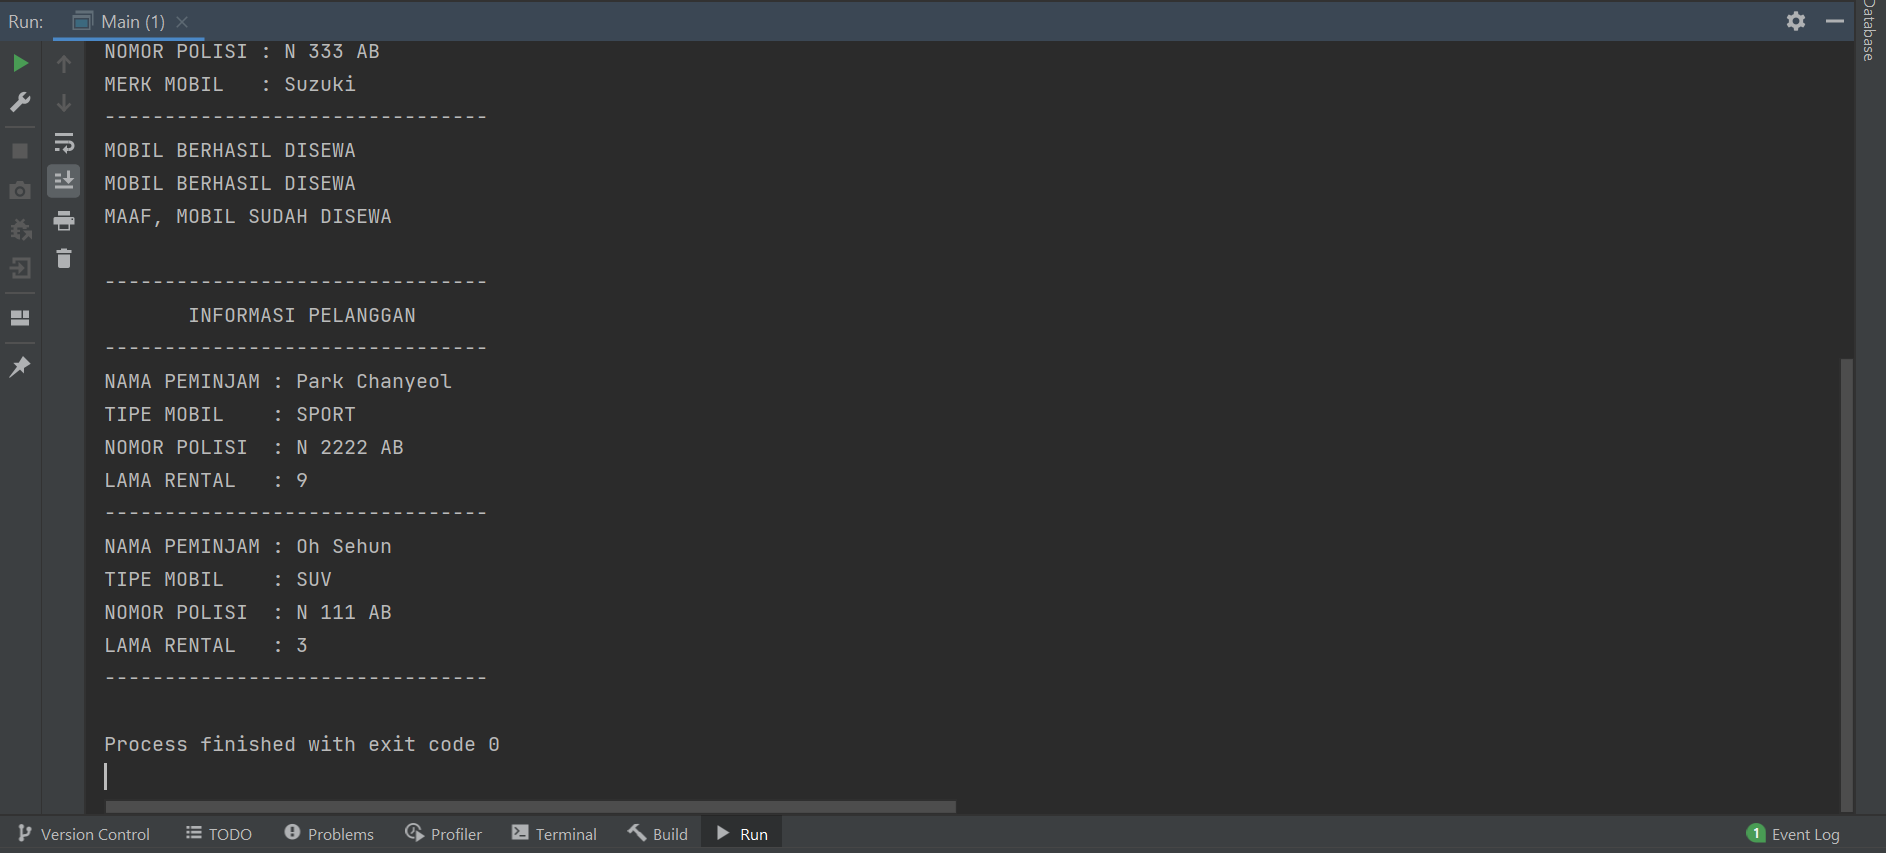 Run: Main (1)
Database
NOMOR POLISI : N 333 AB
MERK MOBIL   : Suzuki
--------------------------------
MOBIL BERHASIL DISEWA
MOBIL BERHASIL DISEWA
MAAF, MOBIL SUDAH DISEWA
--------------------------------
       INFORMASI PELANGGAN
--------------------------------
NAMA PEMINJAM : Park Chanyeol
TIPE MOBIL    : SPORT
NOMOR POLISI  : N 2222 AB
LAMA RENTAL   : 9
--------------------------------
NAMA PEMINJAM : Oh Sehun
TIPE MOBIL    : SUV
NOMOR POLISI  : N 111 AB
LAMA RENTAL   : 3
--------------------------------
Process finished with exit code 0
Version Control TODO Problems Profiler Terminal Build Run 1 Event Log